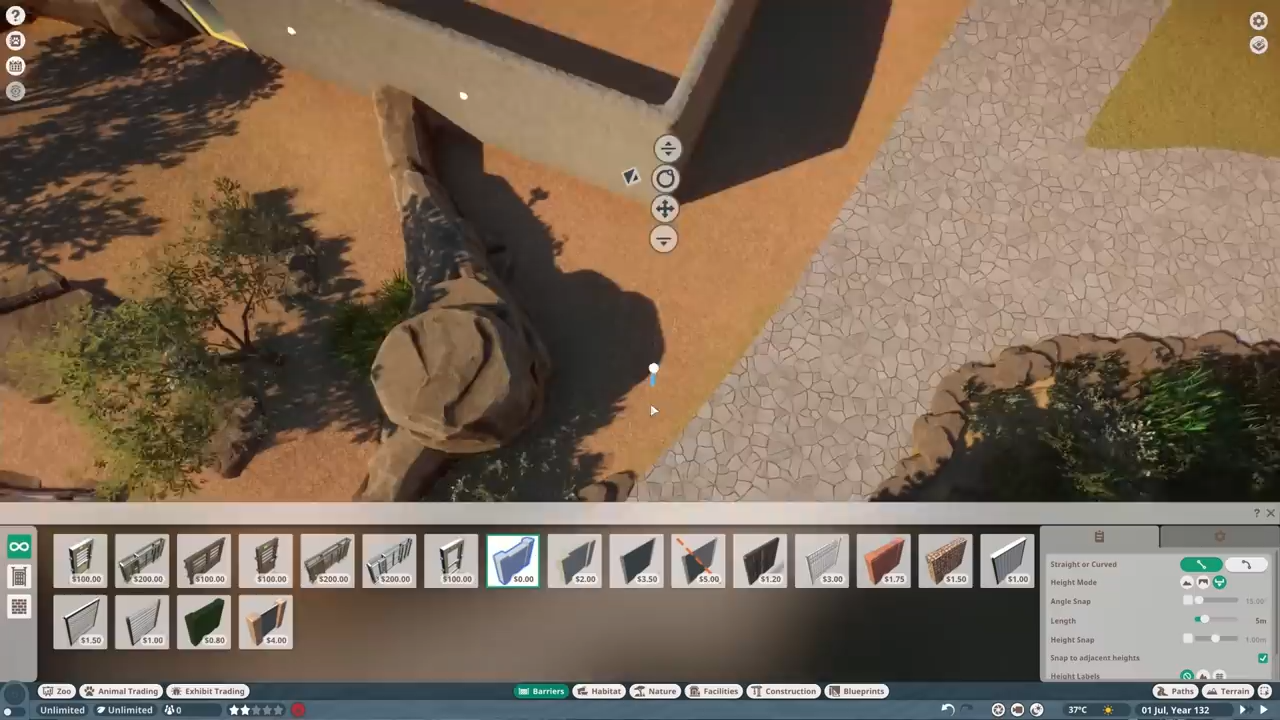 ?
? ×
$100.00 $200.00 $100.00 $100.00 $200.00 $200.00 $100.00 $0.00 $2.00 $3.50 $5.00 $1.20 $3.00 $1.75 $1.50 $1.00
$1.50 $1.00 $0.80 $4.00
Straight or Curved
Height Mode
Angle Snap 15.00°
Length 5m
Height Snap 1.00m
Snap to adjacent heights
Height Labels
Zoo Animal Trading Exhibit Trading Barriers Habitat Nature Facilities Construction Blueprints Paths Terrain
Unlimited Unlimited 0 37°C 01 Jul, Year 132